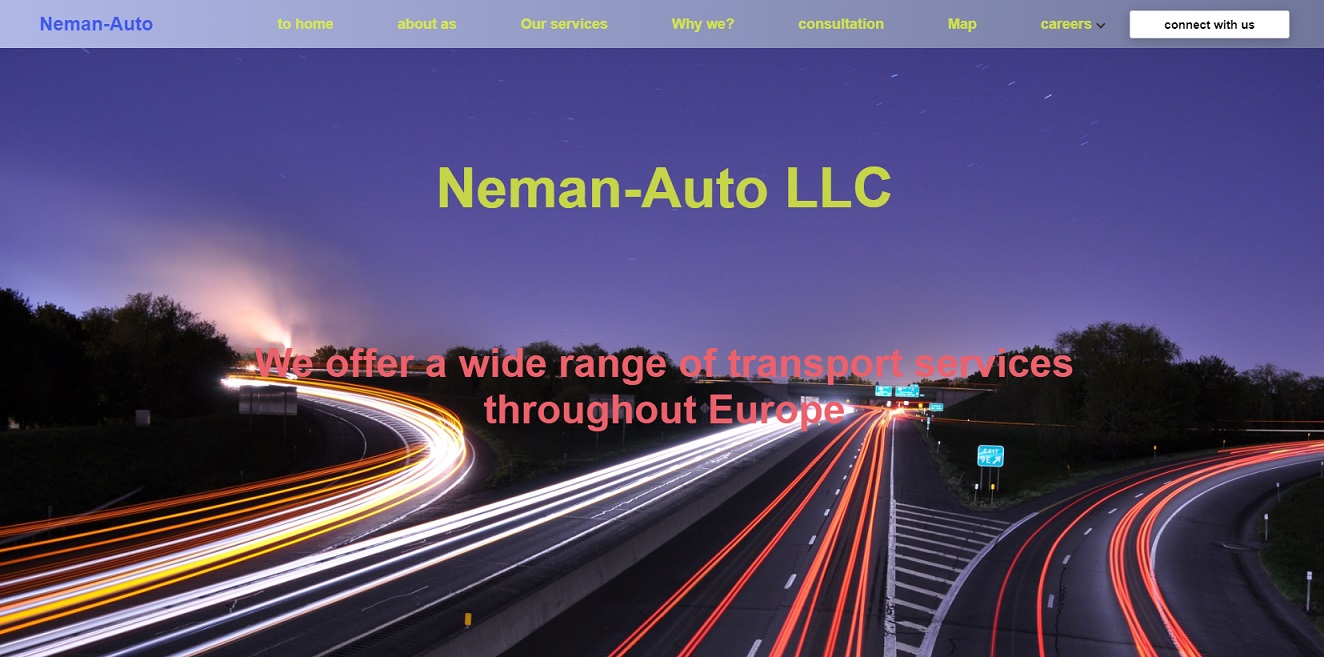 Neman-Auto to home about as Our services Why we? consultation Map careers connect with us
Neman-Auto LLC
We offer a wide range of transport services
throughout Europe
EXIT